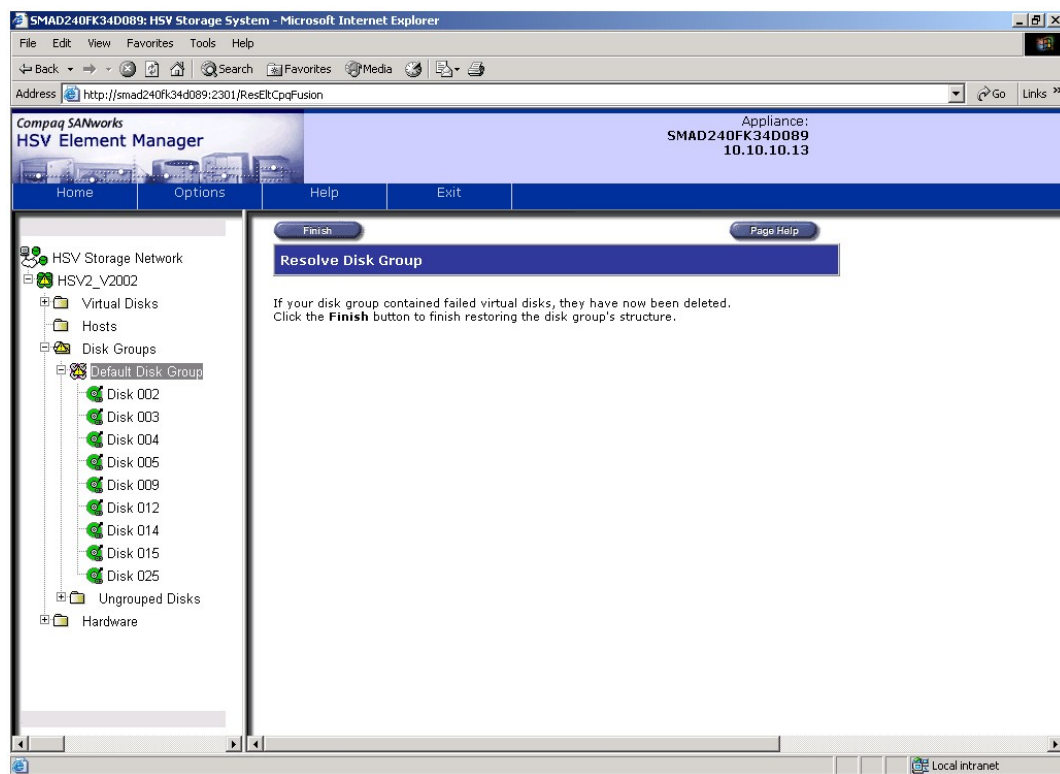 SMAD240FK34D089: HSV Storage System - Microsoft Internet Explorer
File Edit View Favorites Tools Help
Back Search Favorites Media
Address http://smad240fk34d089:2301/ResEltCpqFusion Go Links »
Compaq SANworks
HSV Element Manager
Appliance:
SMAD240FK34D089
10.10.10.13
Home Options Help Exit
Finish Page Help
Resolve Disk Group
If your disk group contained failed virtual disks, they have now been deleted.
Click the Finish button to finish restoring the disk group's structure.
HSV Storage Network
HSV2_V2002
Virtual Disks
Hosts
Disk Groups
Default Disk Group
Disk 002
Disk 003
Disk 004
Disk 005
Disk 009
Disk 012
Disk 014
Disk 015
Disk 025
Ungrouped Disks
Hardware
Local intranet